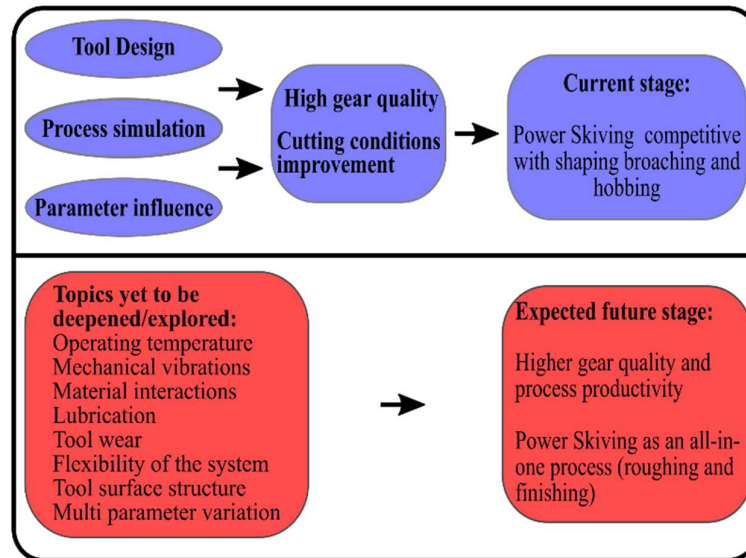 Tool Design
Process simulation
Parameter influence
High gear quality
Cutting conditions
improvement
Current stage:
Power Skiving competitive
with shaping broaching and
hobbing
Topics yet to be
deepened/explored:
Operating temperature
Mechanical vibrations
Material interactions
Lubrication
Tool wear
Flexibility of the system
Tool surface structure
Multi parameter variation
Expected future stage:
Higher gear quality and
process productivity
Power Skiving as an all-in-
one process (roughing and
finishing)